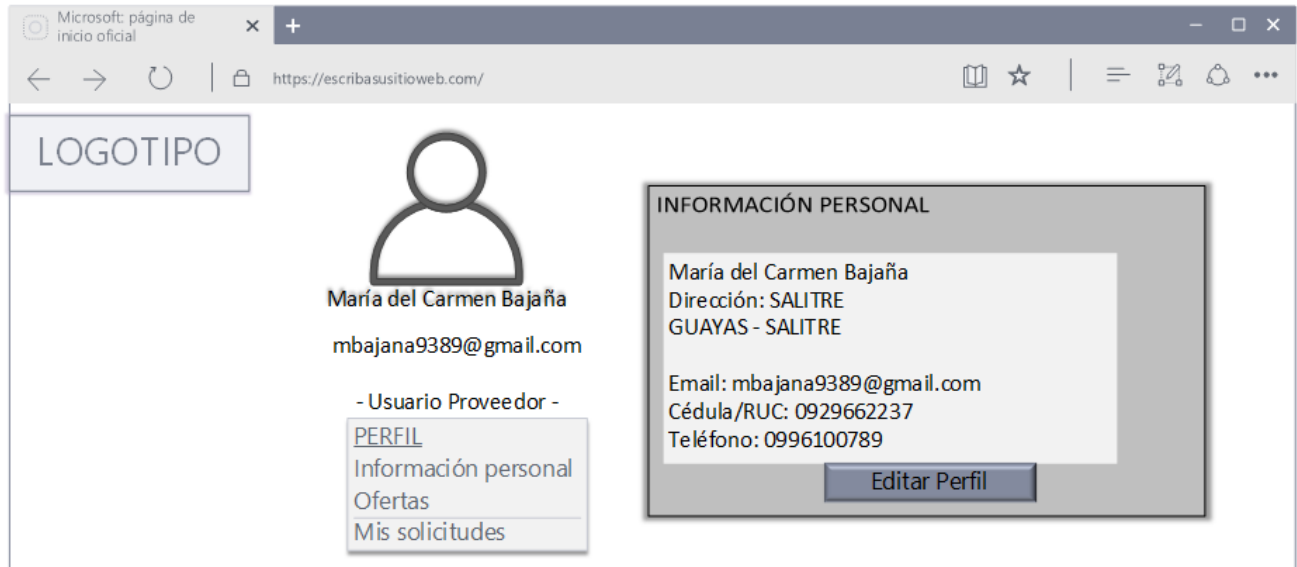 Microsoft: página de
inicio oficial
https://escribasusitioweb.com/
LOGOTIPO
María del Carmen Bajaña
mbajana9389@gmail.com
- Usuario Proveedor -
PERFIL
Información personal
Ofertas
Mis solicitudes
INFORMACIÓN PERSONAL
María del Carmen Bajaña
Dirección: SALITRE
GUAYAS - SALITRE
Email: mbajana9389@gmail.com
Cédula/RUC: 0929662237
Teléfono: 0996100789
Editar Perfil